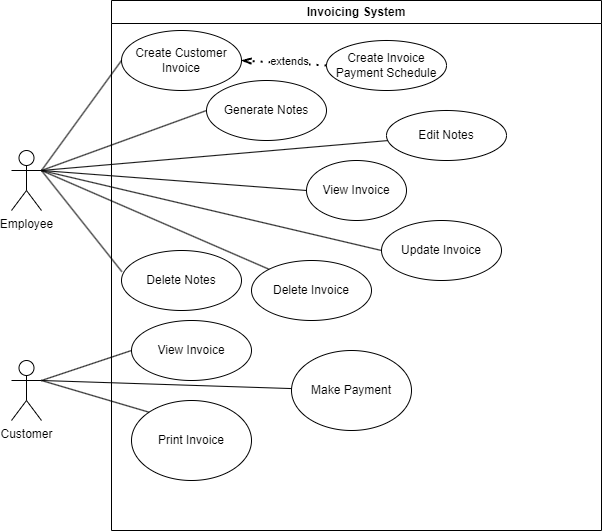 Invoicing System
Create Customer
Invoice
extends
Create Invoice
Payment Schedule
Generate Notes
Edit Notes
View Invoice
Employee
Update Invoice
Delete Notes
Delete Invoice
View Invoice
Make Payment
Customer
Print Invoice